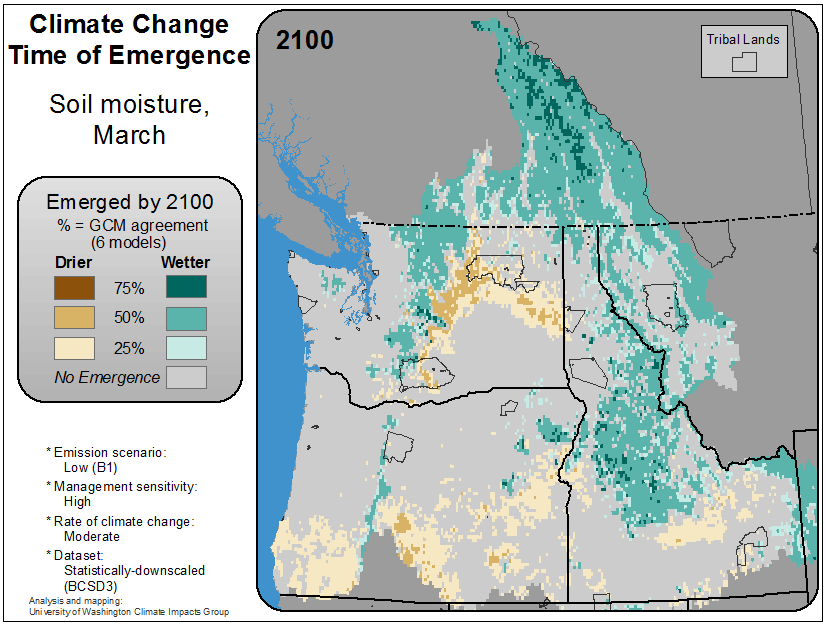 Climate Change
Time of Emergence
Soil moisture,
March
Emerged by 2100
% = GCM agreement
(6 models)
Drier Wetter
75%
50%
25%
No Emergence
* Emission scenario:
Low (B1)
* Management sensitivity:
High
* Rate of climate change:
Moderate
* Dataset:
Statistically-downscaled
(BCSD3)
Analysis and mapping:
University of Washington Climate Impacts Group
2100
Tribal Lands